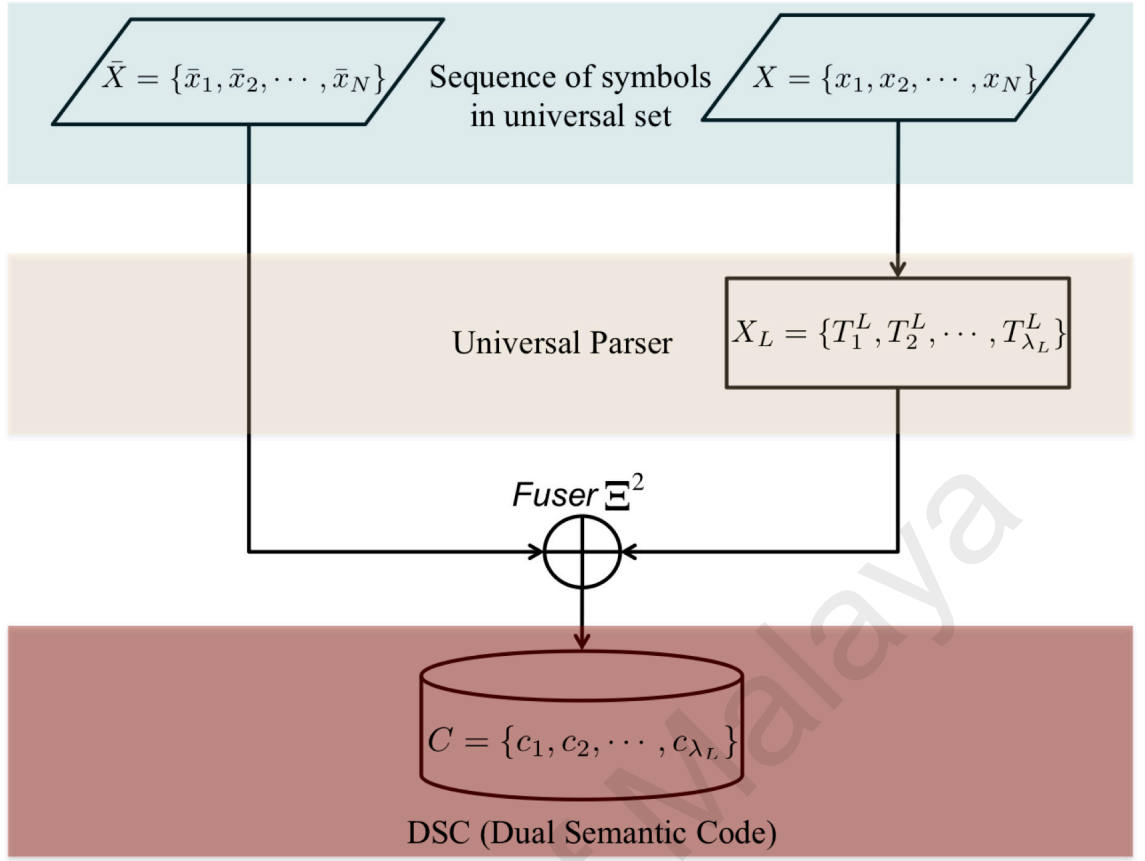 X̄ = {x̄₁, x̄₂, ⋯ , x̄_N}
Sequence of symbols
in universal set
X = {x₁, x₂, ⋯ , x_N}
Universal Parser
X_L = {T₁^L, T₂^L, ⋯ , T_{λ_L}^L}
Fuser Ξ²
C = {c₁, c₂, ⋯ , c_{λ_L}}
DSC (Dual Semantic Code)
Malaya